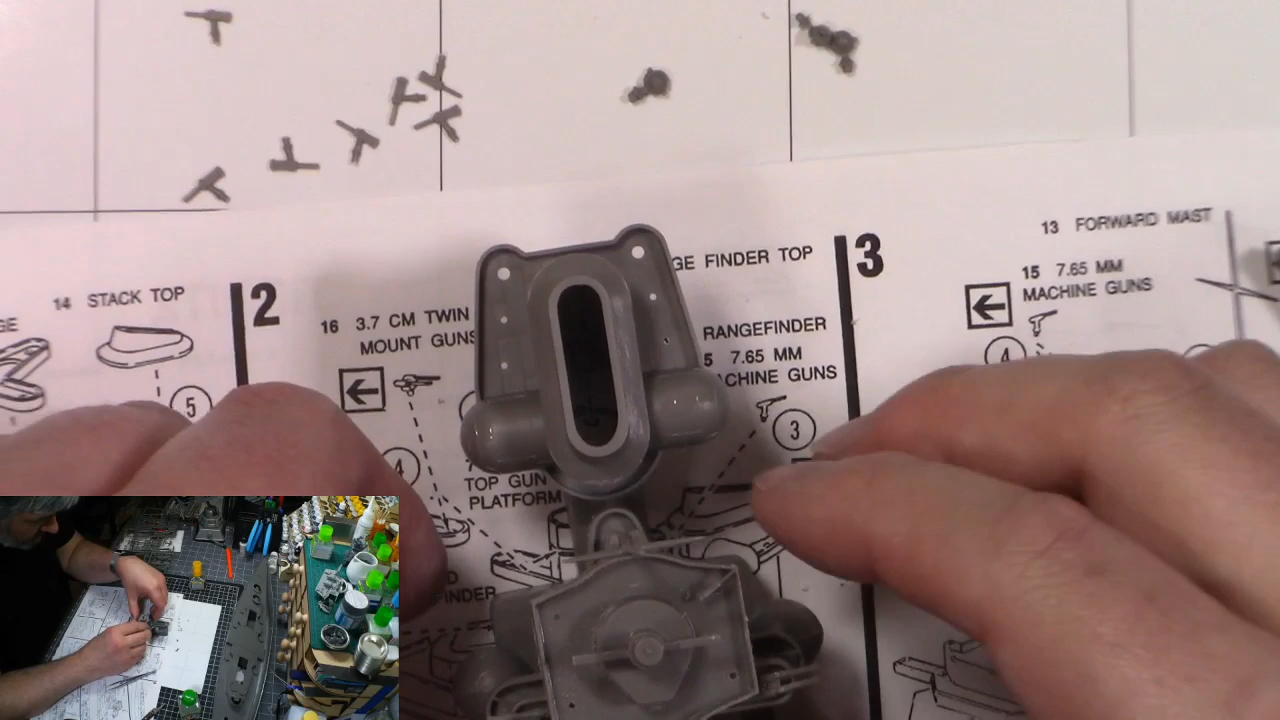 14 STACK TOP
5
2
16 3.7 CM TWIN
MOUNT GUNS
4
TOP GUN
PLATFORM
FINDER
GE FINDER TOP
RANGEFINDER
5 7.65 MM
CHINE GUNS
3
3
13 FORWARD MAST
15 7.65 MM
MACHINE GUNS
4